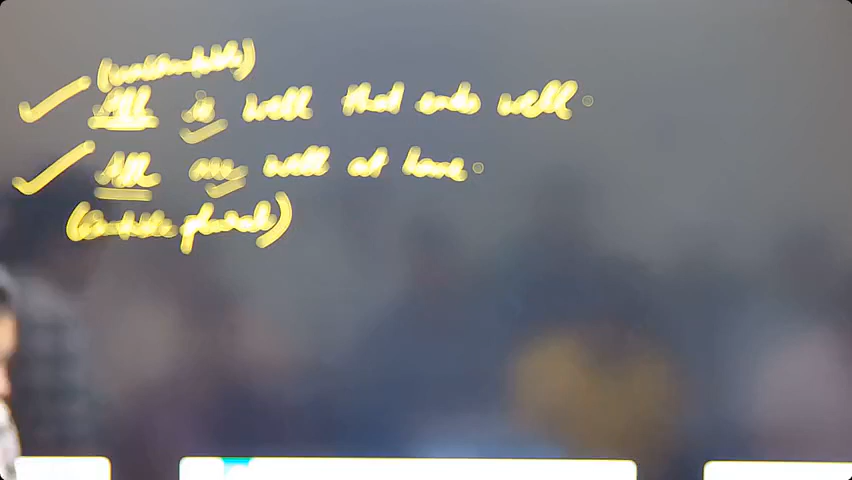 (uncountable)
All is well that ends well.
All are well at home.
(countable plural)